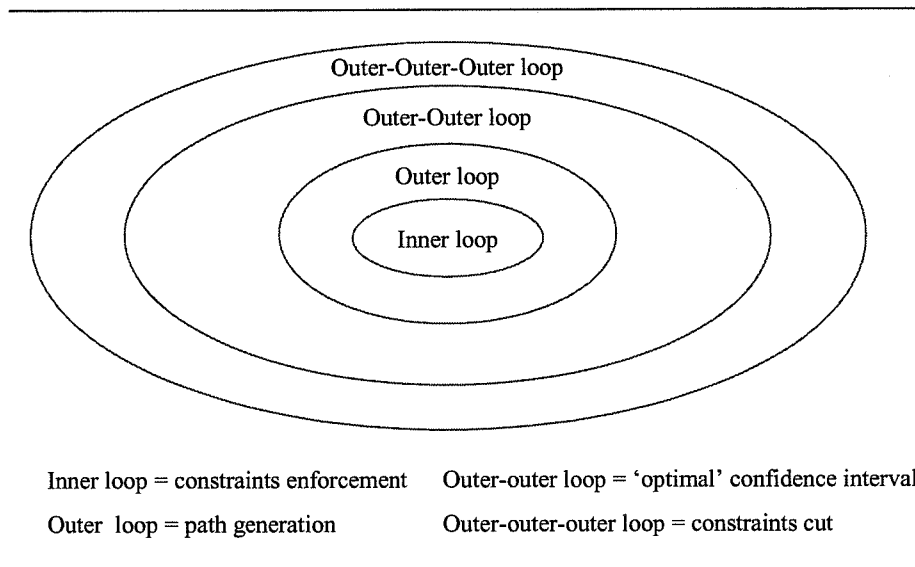 Outer-Outer-Outer loop
Outer-Outer loop
Outer loop
Inner loop
Inner loop = constraints enforcement
Outer-outer loop = ‘optimal’ confidence interval
Outer loop = path generation
Outer-outer-outer loop = constraints cut